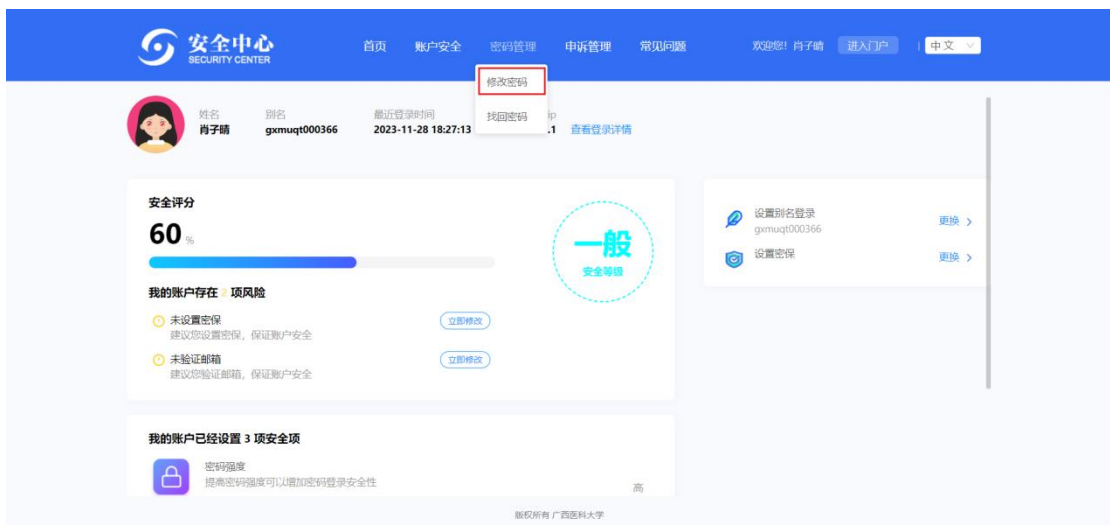 安全中心
SECURITY CENTER
首页 账户安全 密码管理 申诉管理 常见问题
欢迎您! 肖子晴 进入门户 | 中文
修改密码
找回密码
姓名 别名 最近登录时间 ip
肖子晴 gxmuqt000366 2023-11-28 18:27:13 .1 查看登录详情
安全评分
60 %
一般
安全等级
我的账户存在 2 项风险
未设置密保 立即修改
建议您设置密保，保证账户安全
未验证邮箱 立即修改
建议您验证邮箱，保证账户安全
设置别名登录 更换 >
gxmuqt000366
设置密保 更换 >
我的账户已经设置 3 项安全项
密码强度
提高密码强度可以增加密码登录安全性
高
版权所有 广西医科大学